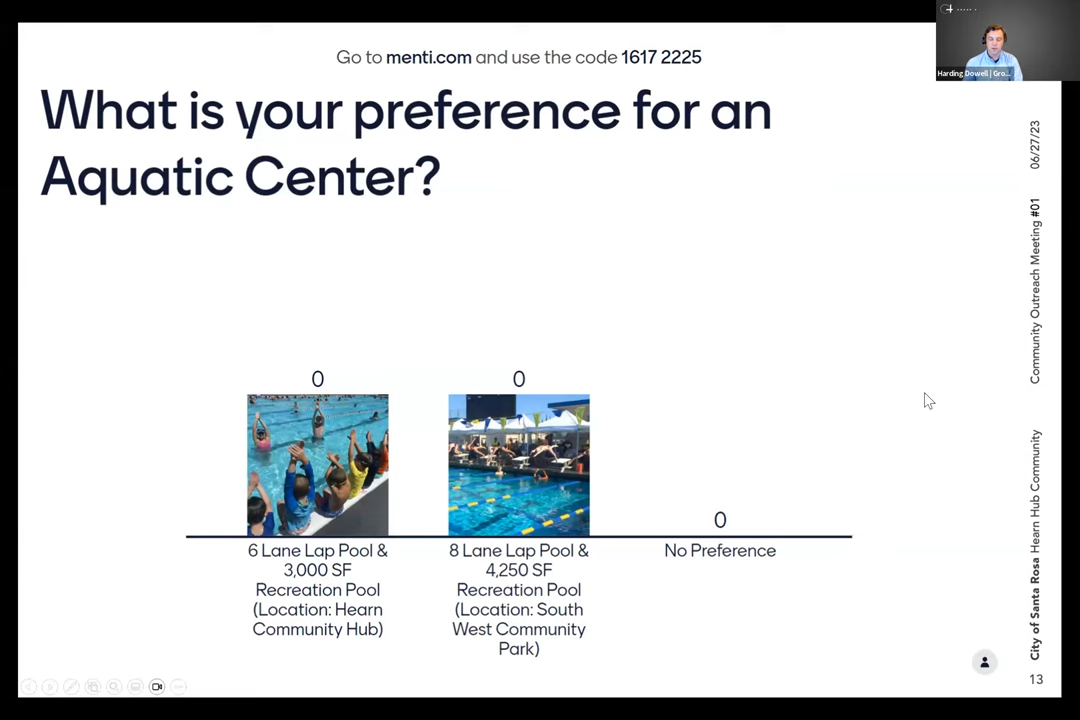 Go to menti.com and use the code 1617 2225
What is your preference for an
Aquatic Center?
0
0
0
6 Lane Lap Pool &
3,000 SF
Recreation Pool
(Location: Hearn
Community Hub)
8 Lane Lap Pool &
4,250 SF
Recreation Pool
(Location: South
West Community
Park)
No Preference
Harding Dowell | Gro...
City of Santa Rosa Hearn Hub Community Community Outreach Meeting #01 06/27/23
13